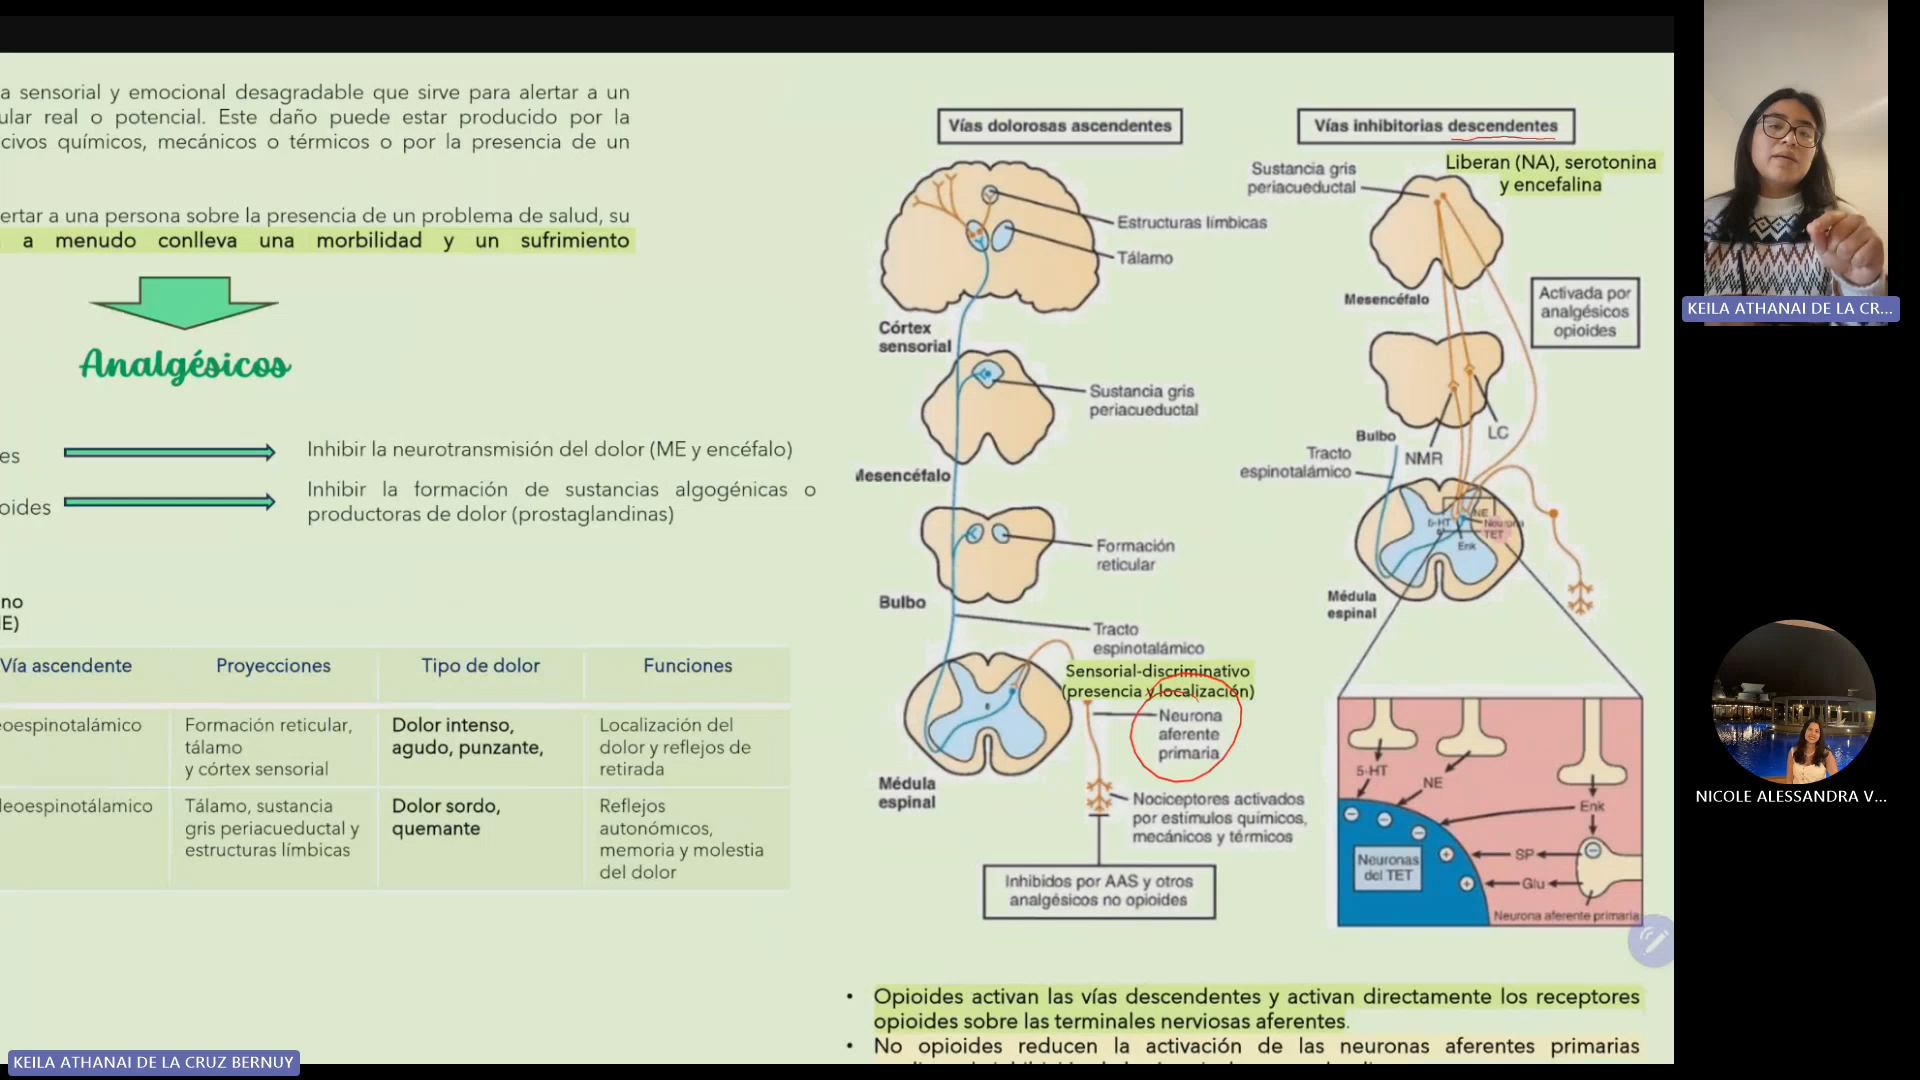 a sensorial y emocional desagradable que sirve para alertar a un
ular real o potencial. Este daño puede estar producido por la
civos químicos, mecánicos o térmicos o por la presencia de un
ertar a una persona sobre la presencia de un problema de salud, su
a menudo conlleva una morbilidad y un sufrimiento
Analgésicos
es
Inhibir la neurotransmisión del dolor (ME y encéfalo)
oides
Inhibir la formación de sustancias algogénicas o
productoras de dolor (prostaglandinas)
no
E)
Vía ascendente
Proyecciones
Tipo de dolor
Funciones
eoespinotalámico
Formación reticular,
tálamo
y córtex sensorial
Dolor intenso,
agudo, punzante,
Localización del
dolor y reflejos de
retirada
leoespinotálamico
Tálamo, sustancia
gris periacueductal y
estructuras límbicas
Dolor sordo,
quemante
Reflejos
autonómicos,
memoria y molestia
del dolor
Vías dolorosas ascendentes
Estructuras límbicas
Tálamo
Córtex
sensorial
Sustancia gris
periacueductal
Mesencéfalo
Formación
reticular
Bulbo
Tracto
espinotalámico
Sensorial-discriminativo
(presencia y localización)
Neurona
aferente
primaria
Médula
espinal
Nociceptores activados
por estímulos químicos,
mecánicos y térmicos
Inhibidos por AAS y otros
analgésicos no opioides
Vías inhibitorias descendentes
Liberan (NA), serotonina
y encefalina
Sustancia gris
periacueductal
Mesencéfalo
Activada por
analgésicos
opioides
Bulbo
LC
NMR
Tracto
espinotalámico
NE
5-HT
Neurona
TET
Enk
Médula
espinal
5-HT
NE
Enk
SP
Glu
Neuronas
del TET
Neurona aferente primaria
• Opioides activan las vías descendentes y activan directamente los receptores
opioides sobre las terminales nerviosas aferentes.
• No opioides reducen la activación de las neuronas aferentes primarias
KEILA ATHANAI DE LA CR...
NICOLE ALESSANDRA V...
KEILA ATHANAI DE LA CRUZ BERNUY